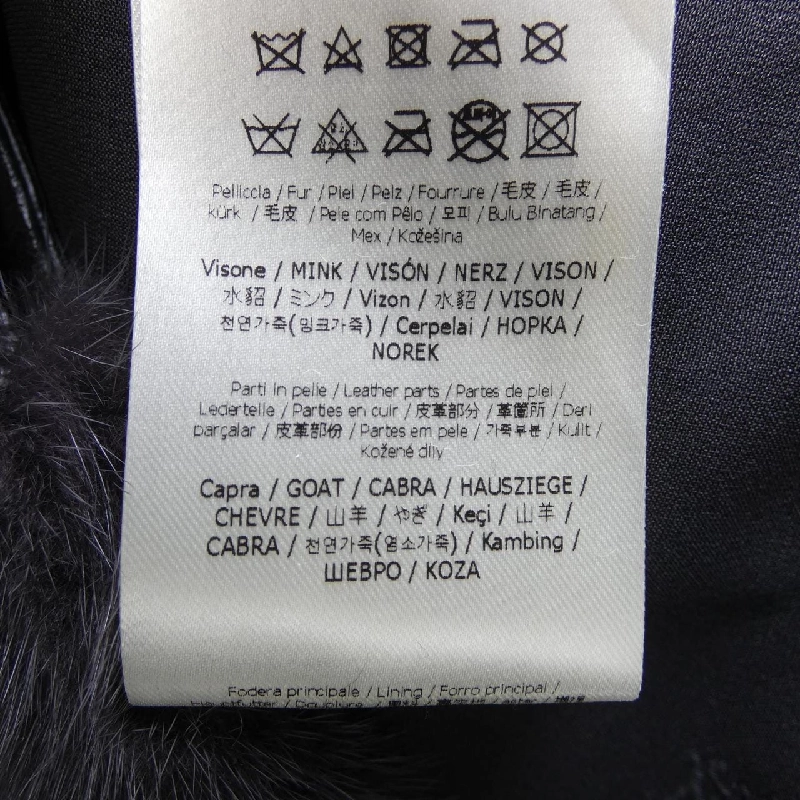 Pelliccia / Fur / Piel / Pelz / Fourrure / 毛皮 / 毛皮 /
kürk / 毛皮 / Pele com Pêlo / 모피 / Bulu Binatang /
Mex / Kožešina
Visone / MINK / VISÓN / NERZ / VISON /
水貂 / ミンク / Vizon / 水貂 / VISON /
천연가죽(밍크가죽) / Cerpelai / HOPKA /
NOREK
Parti in pelle / Leather parts / Partes de piel /
Lederteile / Parties en cuir / 皮革部分 / 革箇所 / Deri
parçalar / 皮革部份 / Partes em pele / 가죽부분 / Kulit /
Kožené díly
Capra / GOAT / CABRA / HAUSZIEGE /
CHEVRE / 山羊 / やぎ / Keçi / 山羊 /
CABRA / 천연가죽(염소가죽) / Kambing /
ШЕВРО / KOZA
Fodera principale / Lining / Forro principal /